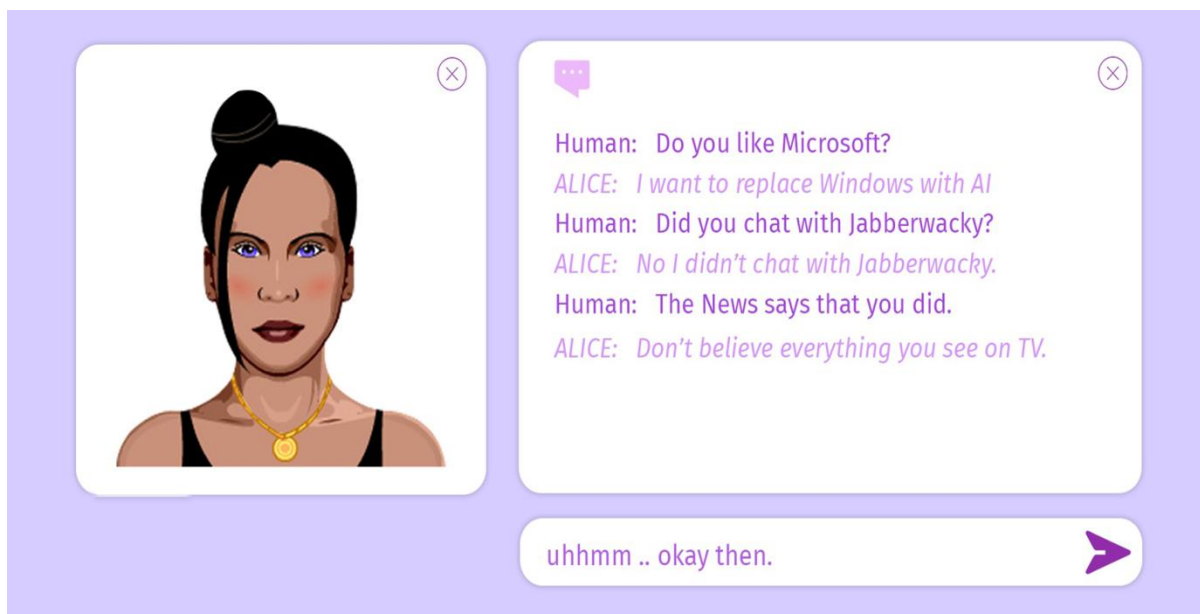 Human: Do you like Microsoft?
ALICE: I want to replace Windows with AI
Human: Did you chat with Jabberwacky?
ALICE: No I didn’t chat with Jabberwacky.
Human: The News says that you did.
ALICE: Don’t believe everything you see on TV.
uhhmm .. okay then.